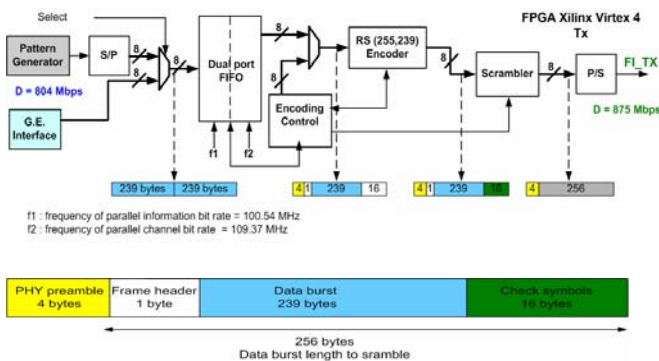 Select
FPGA Xilinx Virtex 4
Tx
Pattern
Generator
S/P
8
8
8
D = 804 Mbps
G.E.
Interface
Dual port
FIFO
8
8
Encoding
Control
RS (255,239)
Encoder
8
Scrambler
8
P/S
FI_TX
D = 875 Mbps
f1
f2
239 bytes
239 bytes
4
1
239
16
4
1
239
16
4
256
f1 : frequency of parallel information bit rate = 100.54 MHz
f2 : frequency of parallel channel bit rate = 109.37 MHz
PHY preamble
4 bytes
Frame header
1 byte
Data burst
239 bytes
Check symbols
16 bytes
256 bytes
Data burst length to sramble